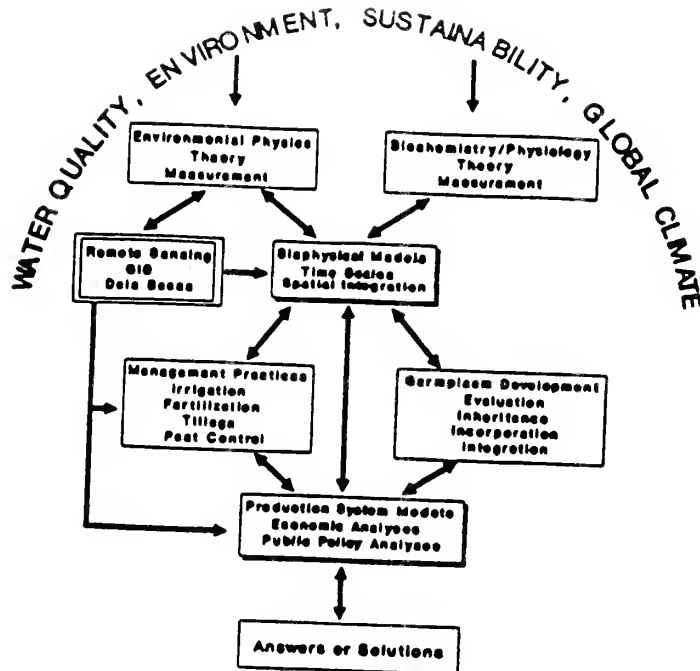 WATER QUALITY, ENVIRONMENT, SUSTAINABILITY, GLOBAL CLIMATE
Environmental Physics
Theory
Measurement
Biochemistry/Physiology
Theory
Measurement
Remote Sensing
GIS
Data Bases
Biophysical Models
Time Scales
Spatial Integration
Management Practices
Irrigation
Fertilization
Tillage
Pest Control
Germplasm Development
Evaluation
Inheritance
Incorporation
Integration
Production System Models
Economic Analyses
Public Policy Analyses
Answers or Solutions